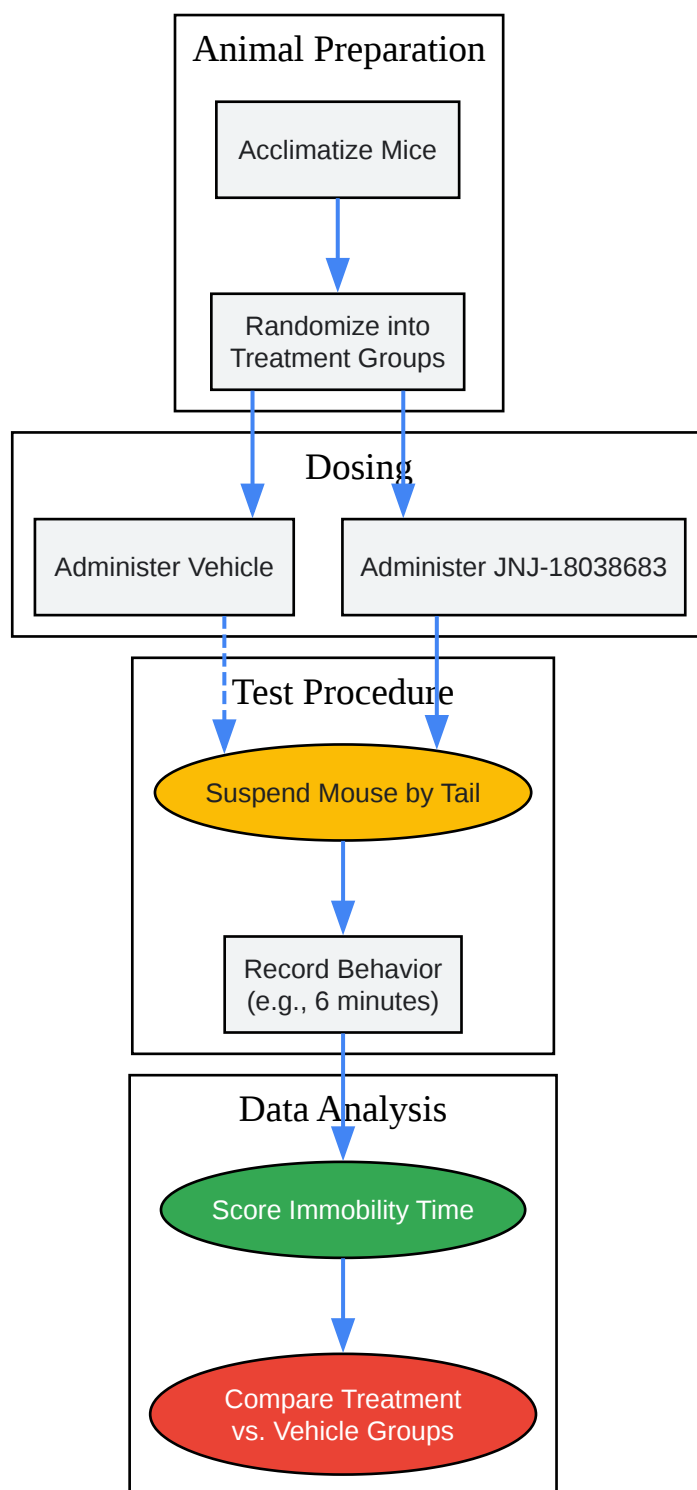 Animal Preparation
Acclimatize Mice
Randomize into
Treatment Groups
Dosing
Administer Vehicle
Administer JNJ-18038683
Test Procedure
Suspend Mouse by Tail
Record Behavior
(e.g., 6 minutes)
Data Analysis
Score Immobility Time
Compare Treatment
vs. Vehicle Groups